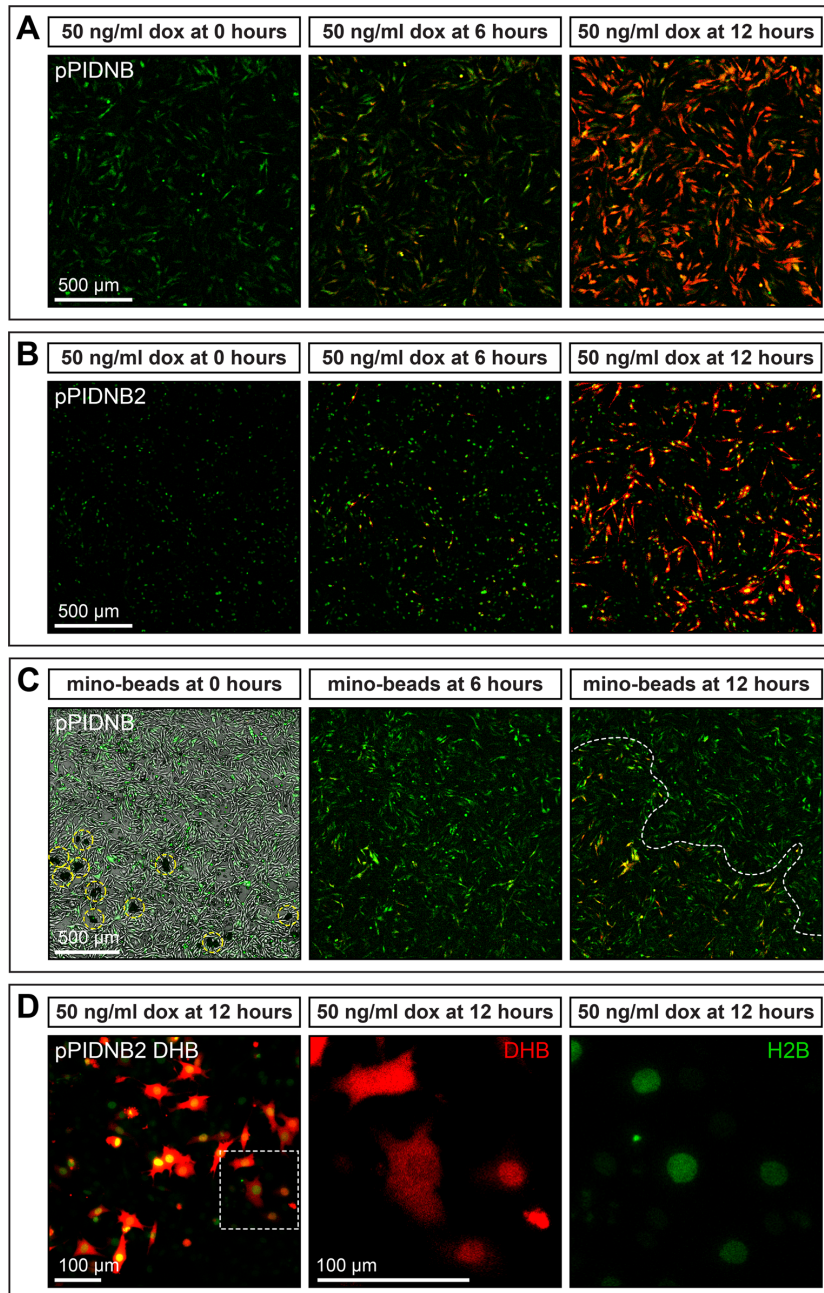 A
50 ng/ml dox at 0 hours
50 ng/ml dox at 6 hours
50 ng/ml dox at 12 hours
pPIDNB
500 μm
B
50 ng/ml dox at 0 hours
50 ng/ml dox at 6 hours
50 ng/ml dox at 12 hours
pPIDNB2
500 μm
C
mino-beads at 0 hours
mino-beads at 6 hours
mino-beads at 12 hours
pPIDNB
500 μm
D
50 ng/ml dox at 12 hours
50 ng/ml dox at 12 hours
50 ng/ml dox at 12 hours
pPIDNB2 DHB
DHB
H2B
100 μm
100 μm